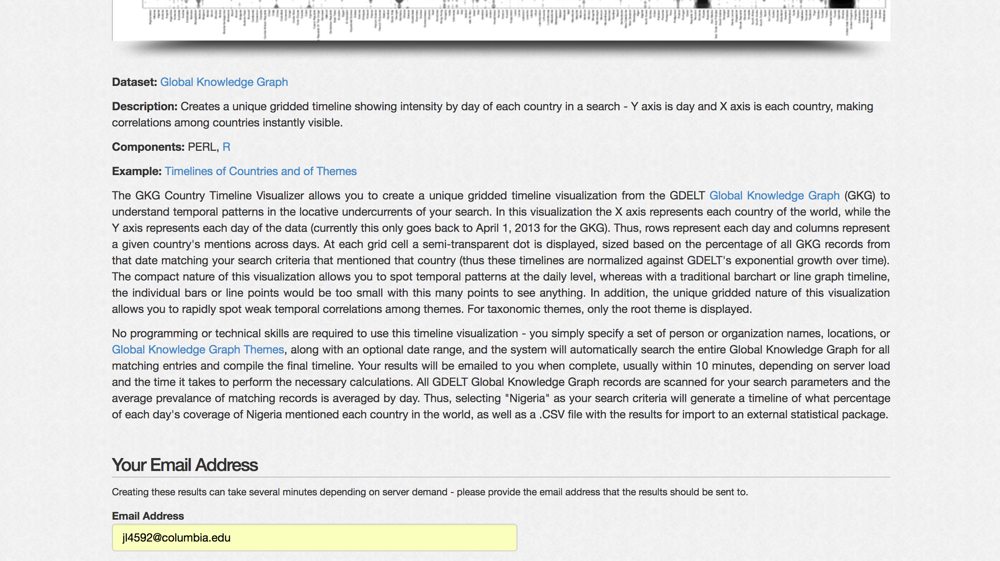 Dataset: Global Knowledge Graph
Description: Creates a unique gridded timeline showing intensity by day of each country in a search - Y axis is day and X axis is each country, making
correlations among countries instantly visible.
Components: PERL, R
Example: Timelines of Countries and of Themes
The GKG Country Timeline Visualizer allows you to create a unique gridded timeline visualization from the GDELT Global Knowledge Graph (GKG) to
understand temporal patterns in the locative undercurrents of your search. In this visualization the X axis represents each country of the world, while the
Y axis represents each day of the data (currently this only goes back to April 1, 2013 for the GKG). Thus, rows represent each day and columns represent
a given country's mentions across days. At each grid cell a semi-transparent dot is displayed, sized based on the percentage of all GKG records from
that date matching your search criteria that mentioned that country (thus these timelines are normalized against GDELT's exponential growth over time).
The compact nature of this visualization allows you to spot temporal patterns at the daily level, whereas with a traditional barchart or line graph timeline,
the individual bars or line points would be too small with this many points to see anything. In addition, the unique gridded nature of this visualization
allows you to rapidly spot weak temporal correlations among themes. For taxonomic themes, only the root theme is displayed.
No programming or technical skills are required to use this timeline visualization - you simply specify a set of person or organization names, locations, or
Global Knowledge Graph Themes, along with an optional date range, and the system will automatically search the entire Global Knowledge Graph for all
matching entries and compile the final timeline. Your results will be emailed to you when complete, usually within 10 minutes, depending on server load
and the time it takes to perform the necessary calculations. All GDELT Global Knowledge Graph records are scanned for your search parameters and the
average prevalance of matching records is averaged by day. Thus, selecting "Nigeria" as your search criteria will generate a timeline of what percentage
of each day's coverage of Nigeria mentioned each country in the world, as well as a .CSV file with the results for import to an external statistical package.
Your Email Address
Creating these results can take several minutes depending on server demand - please provide the email address that the results should be sent to.
Email Address
jl4592@columbia.edu